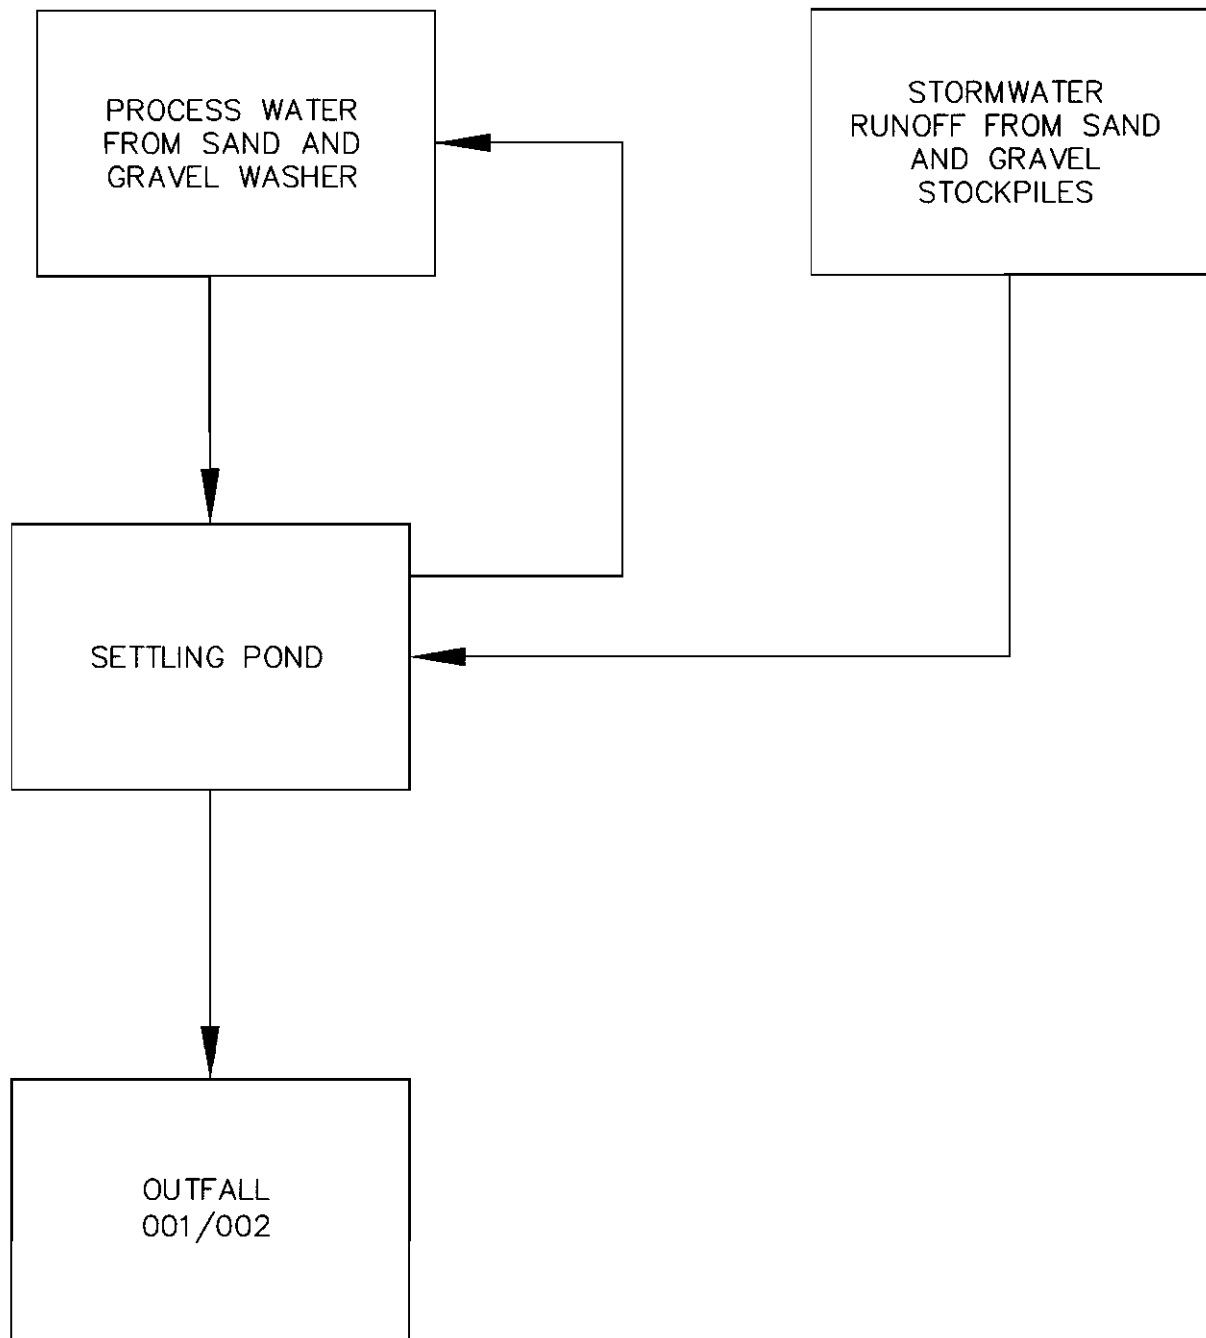 PROCESS WATER
FROM SAND AND
GRAVEL WASHER
STORMWATER
RUNOFF FROM SAND
AND GRAVEL
STOCKPILES
SETTLING POND
OUTFALL
001/002